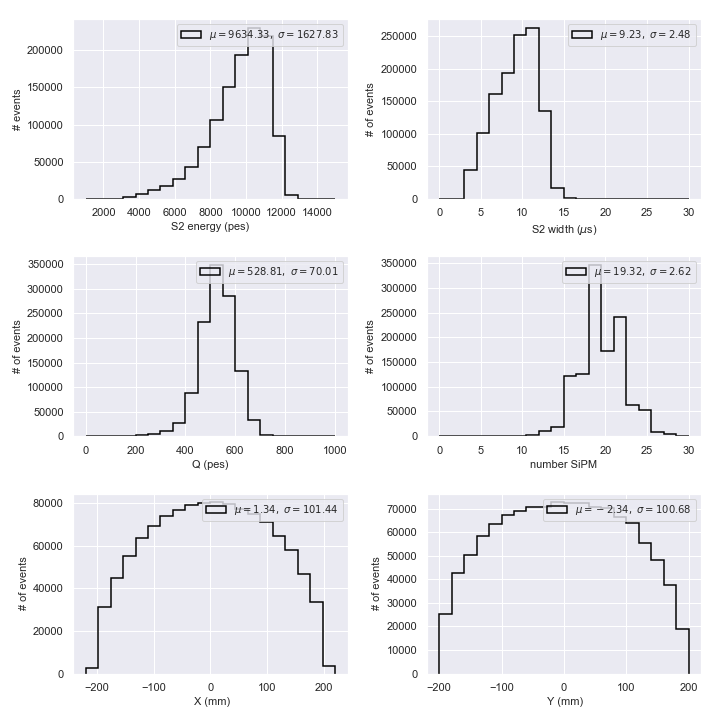 μ = 9634.33, σ = 1627.83
200000
150000
100000
50000
0
# events
2000 4000 6000 8000 10000 12000 14000
S2 energy (pes)
μ = 9.23, σ = 2.48
250000
200000
150000
100000
50000
0
# of events
0 5 10 15 20 25 30
S2 width (μs)
μ = 528.81, σ = 70.01
350000
300000
250000
200000
150000
100000
50000
0
# of events
0 200 400 600 800 1000
Q (pes)
μ = 19.32, σ = 2.62
350000
300000
250000
200000
150000
100000
50000
0
# of events
0 5 10 15 20 25 30
number SiPM
μ = 1.34, σ = 101.44
80000
60000
40000
20000
0
# of events
−200 −100 0 100 200
X (mm)
μ = −2.34, σ = 100.68
70000
60000
50000
40000
30000
20000
10000
0
# of events
−200 −100 0 100 200
Y (mm)